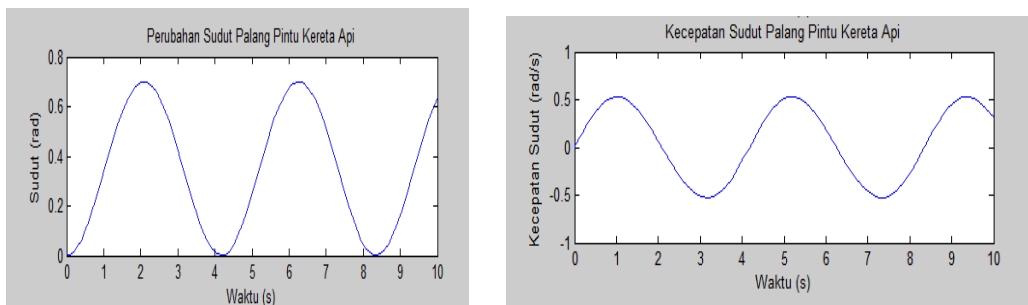 Perubahan Sudut Palang Pintu Kereta Api
0.8
0.6
0.4
0.2
0
Sudut (rad)
0 1 2 3 4 5 6 7 8 9 10
Waktu (s)
Kecepatan Sudut Palang Pintu Kereta Api
1
0.5
0
-0.5
-1
Kecepatan Sudut (rad/s)
0 1 2 3 4 5 6 7 8 9 10
Waktu (s)